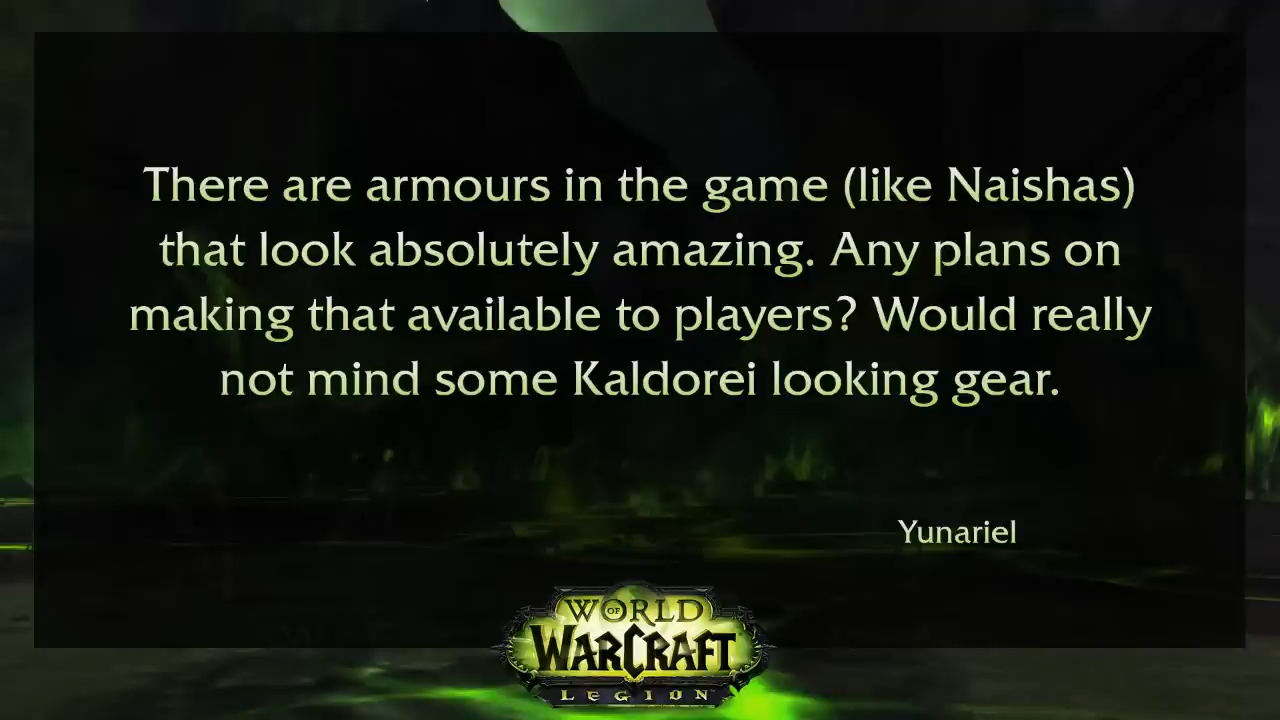 There are armours in the game (like Naishas)
that look absolutely amazing. Any plans on
making that available to players? Would really
not mind some Kaldorei looking gear.
Yunariel
WORLD
OF
WARCRAFT
LEGION